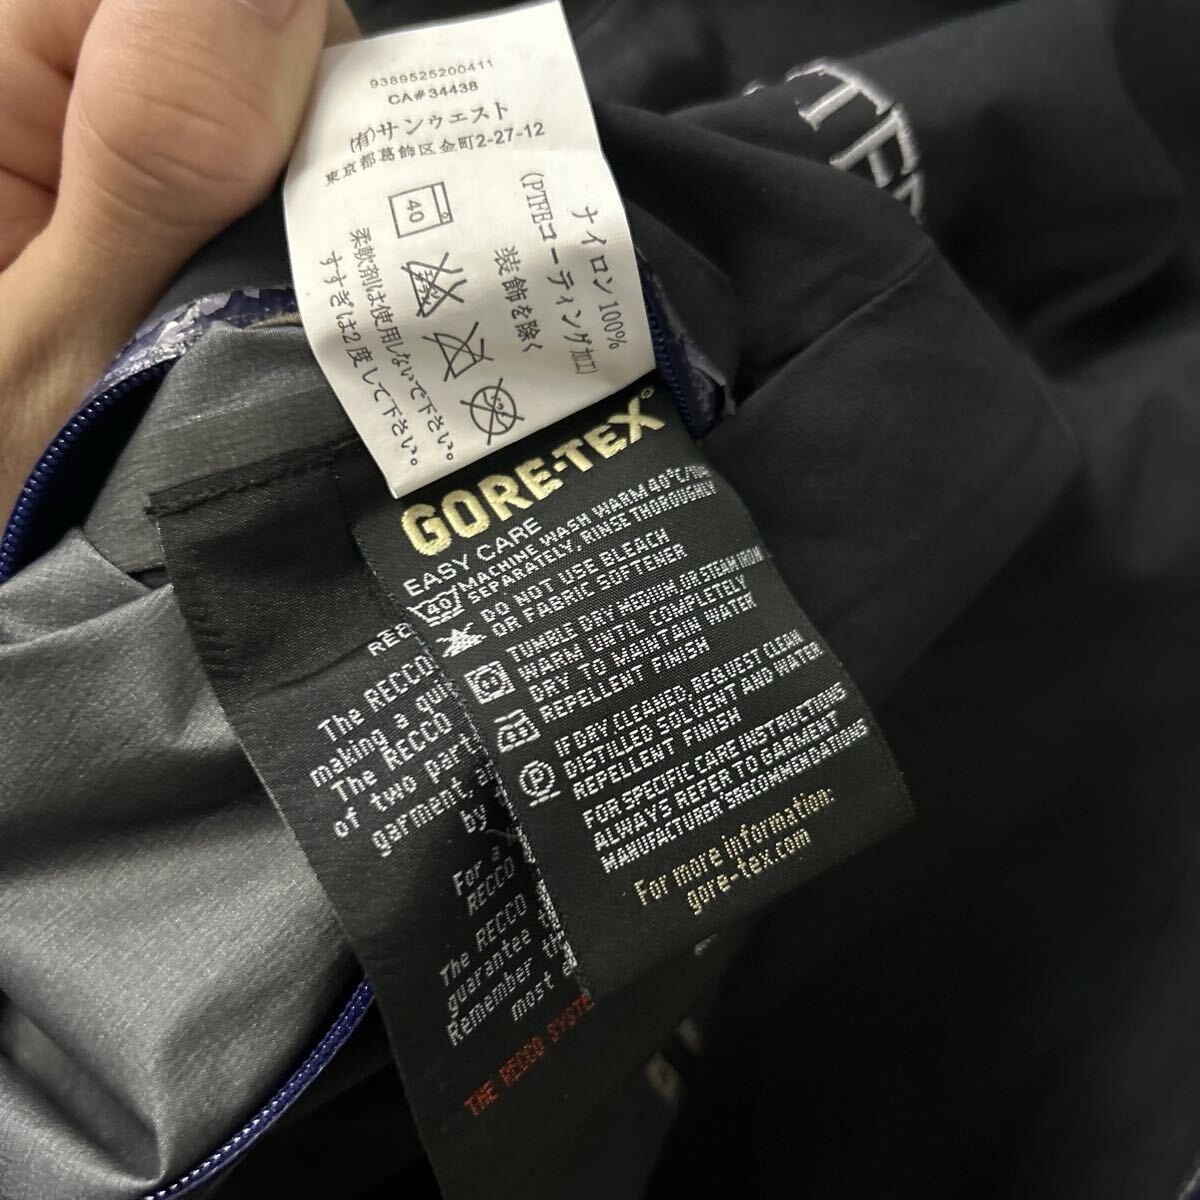 9389525200411
CA#34438
(有)サンウエスト
東京都葛飾区金町2-27-12
40
ナイロン100%
(PTFEコーティング加工)
装飾を除く
柔軟剤は使用しないで下さい。
すすぎは2度して下さい。
GORE-TEX
EASY CARE
40
MACHINE WASH WARM 40°C/
SEPARATELY, RINSE THOROUGHLY
DO NOT USE BLEACH
OR FABRIC SOFTENER
TUMBLE DRY MEDIUM, OR STEAM IRON
WARM UNTIL COMPLETELY
DRY TO MAINTAIN WATER
REPELLENT FINISH
P
IF DRY CLEANED, REQUEST CLEAN
DISTILLED SOLVENT AND WATER
REPELLENT FINISH
FOR SPECIFIC CARE INSTRUCTIONS
ALWAYS REFER TO GARMENT
MANUFACTURER'S RECOMMENDATIONS
For more information:
gore-tex.com
REC
The RECCO
making a qui
The RECCO
of two part
garment a
by
For a
RECCO
The RECCO
guarantee t
Remember th
most e
THE RECCO SYSTE
TER